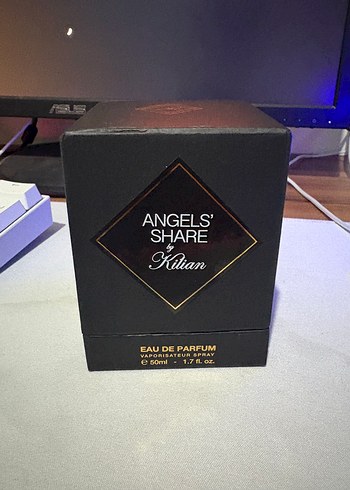 ASUS
ANGELS'
SHARE
by
Kilian
EAU DE PARFUM
VAPORISATEUR SPRAY
℮ 50ml - 1.7 fl. oz.